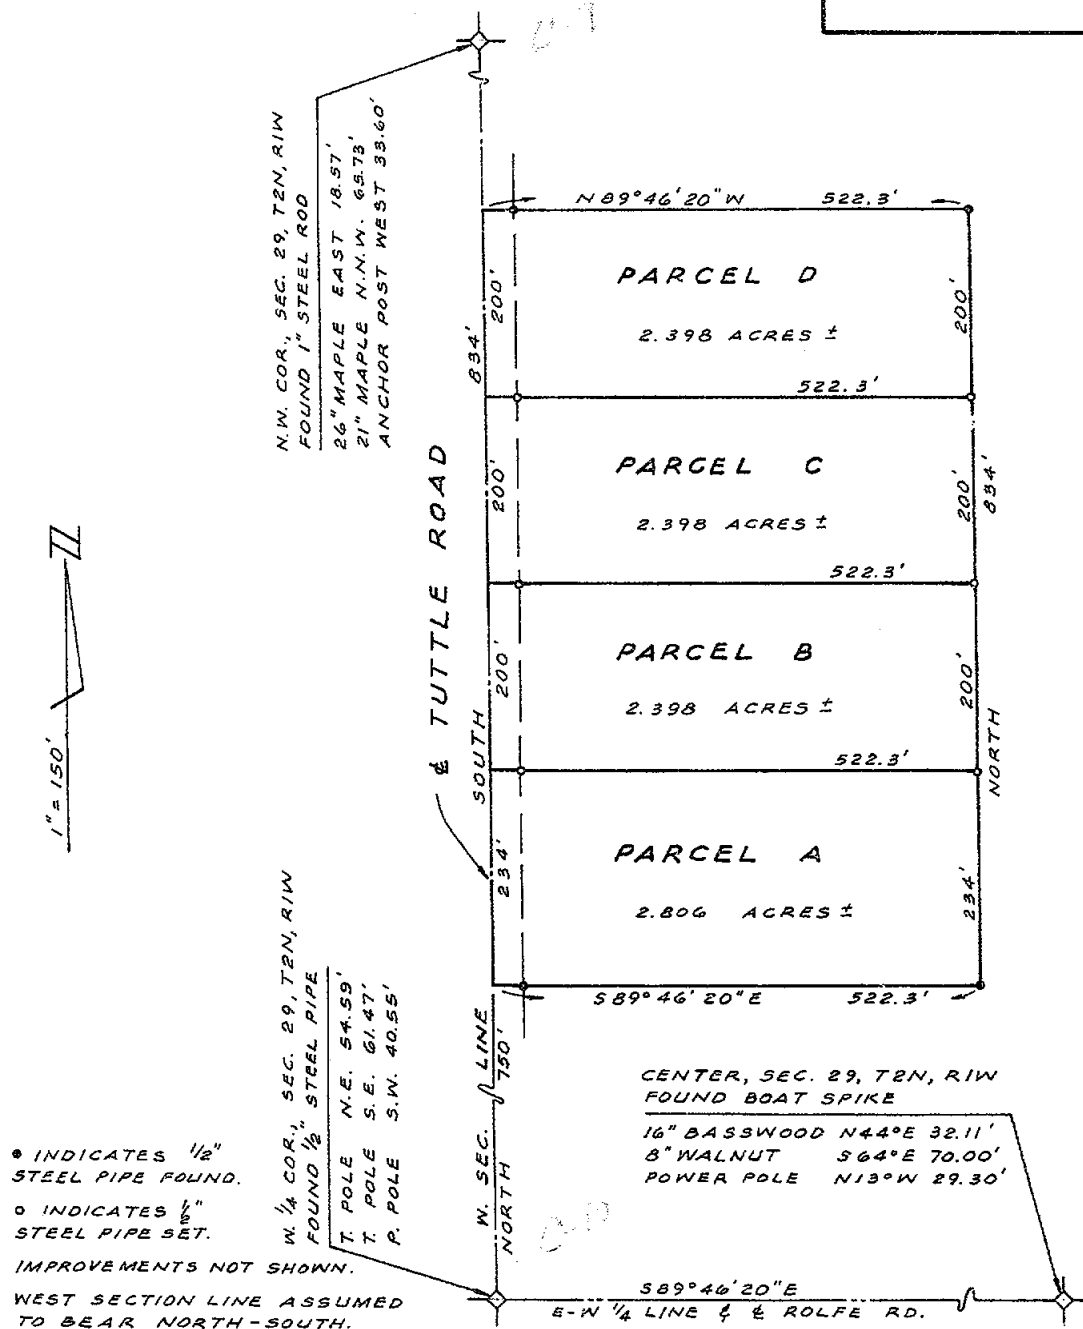 N.W. COR., SEC. 29, T2N, R1W
FOUND 1" STEEL ROD
26" MAPLE EAST 18.57'
21" MAPLE N.N.W. 65.73'
ANCHOR POST WEST 33.60'
N 89° 46' 20" W 522.3'
PARCEL D
2.398 ACRES ±
200'
200'
834'
522.3'
PARCEL C
2.398 ACRES ±
200'
200'
834'
522.3'
PARCEL B
2.398 ACRES ±
200'
200'
SOUTH
NORTH
522.3'
PARCEL A
2.806 ACRES ±
234'
234'
S 89° 46' 20" E 522.3'
℄ TUTTLE ROAD
1" = 150'
W. 1/4 COR., SEC. 29, T2N, R1W
FOUND 1/2" STEEL PIPE
T. POLE N.E. 54.59'
T. POLE S.E. 61.47'
P. POLE S.W. 40.55'
W. SEC. LINE
NORTH 750'
CENTER, SEC. 29, T2N, R1W
FOUND BOAT SPIKE
16" BASSWOOD N44°E 32.11'
8" WALNUT S64°E 70.00'
POWER POLE N13°W 29.30'
INDICATES 1/2"
STEEL PIPE FOUND.
INDICATES 1/2"
STEEL PIPE SET.
IMPROVEMENTS NOT SHOWN.
WEST SECTION LINE ASSUMED
TO BEAR NORTH-SOUTH.
S89°46'20"E
E-W 1/4 LINE & ℄ ROLFE RD.